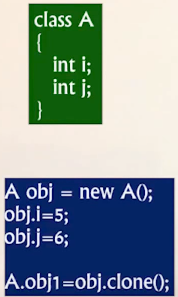 class A
{
int i;
int j;
}
A obj = new A();
obj.i=5;
obj.j=6;
A.obj1=obj.clone();